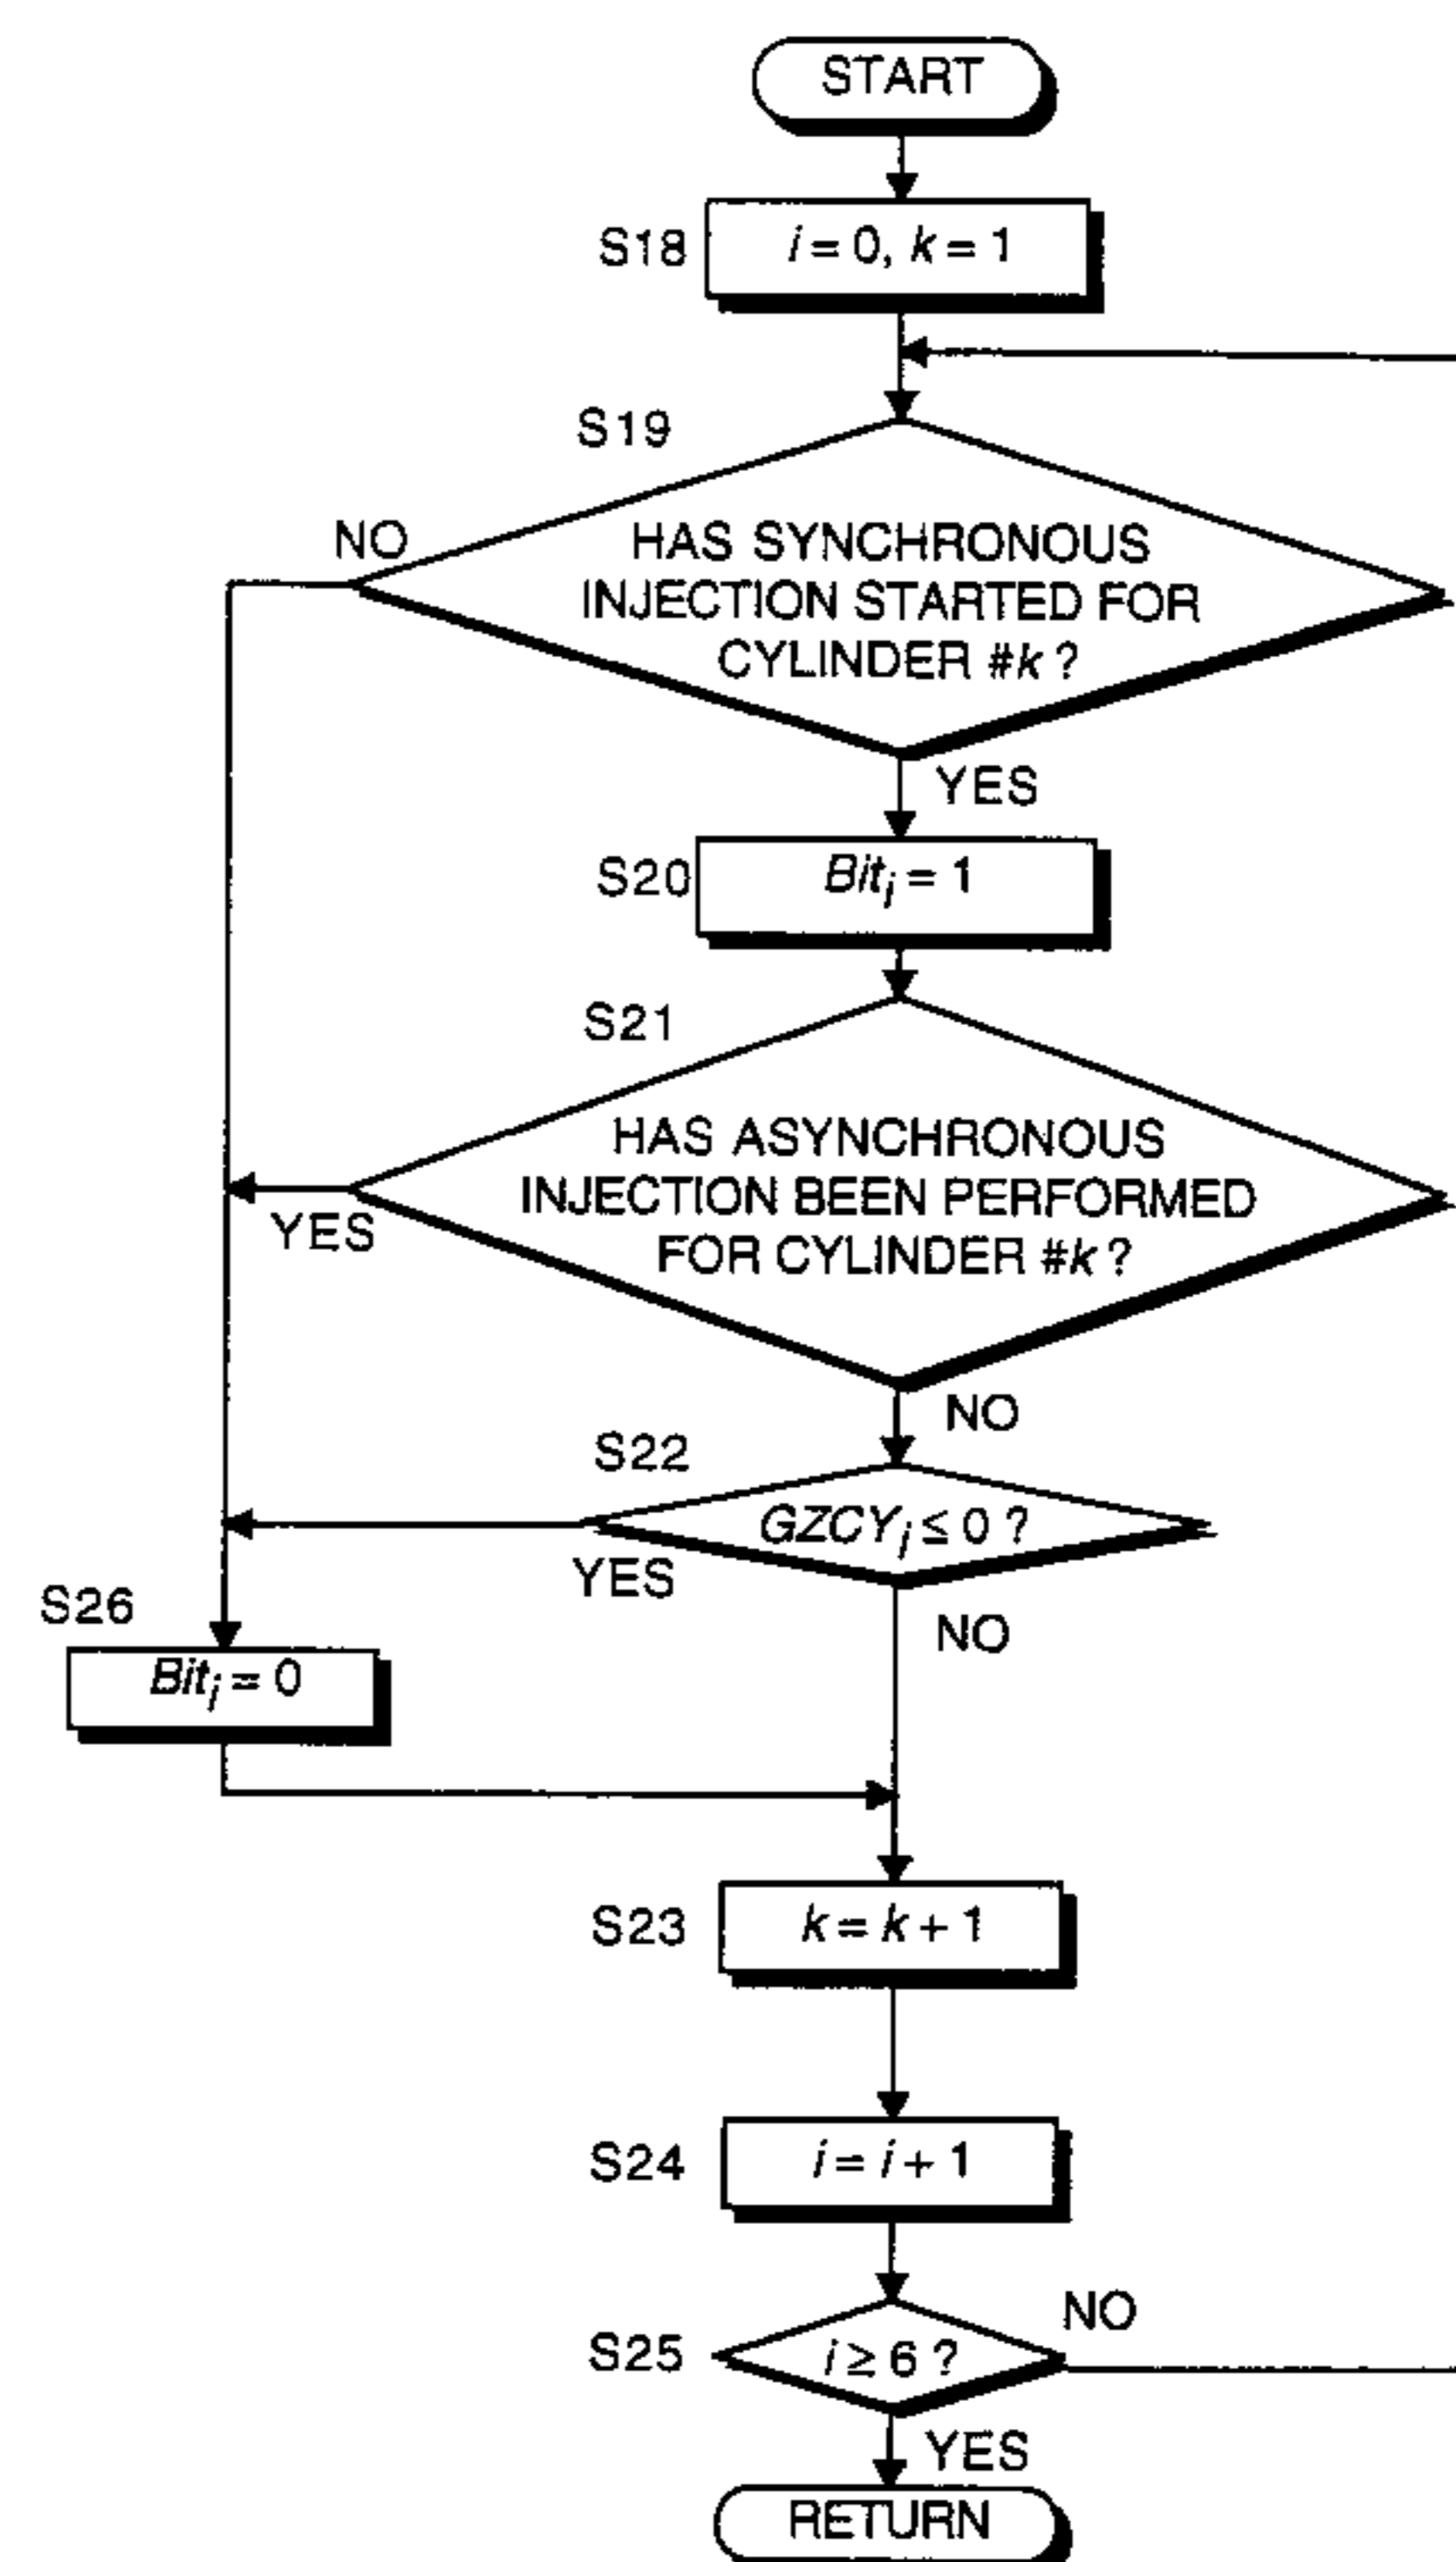 START
S18
i = 0, k = 1
S19
NO
HAS SYNCHRONOUS
INJECTION STARTED FOR
CYLINDER #k ?
YES
S20
Bit_i = 1
S21
HAS ASYNCHRONOUS
INJECTION BEEN PERFORMED
FOR CYLINDER #k ?
YES
NO
S22
GZCY_i ≤ 0 ?
YES
NO
S26
Bit_i = 0
S23
k = k + 1
S24
i = i + 1
S25
i ≥ 6 ?
NO
YES
RETURN